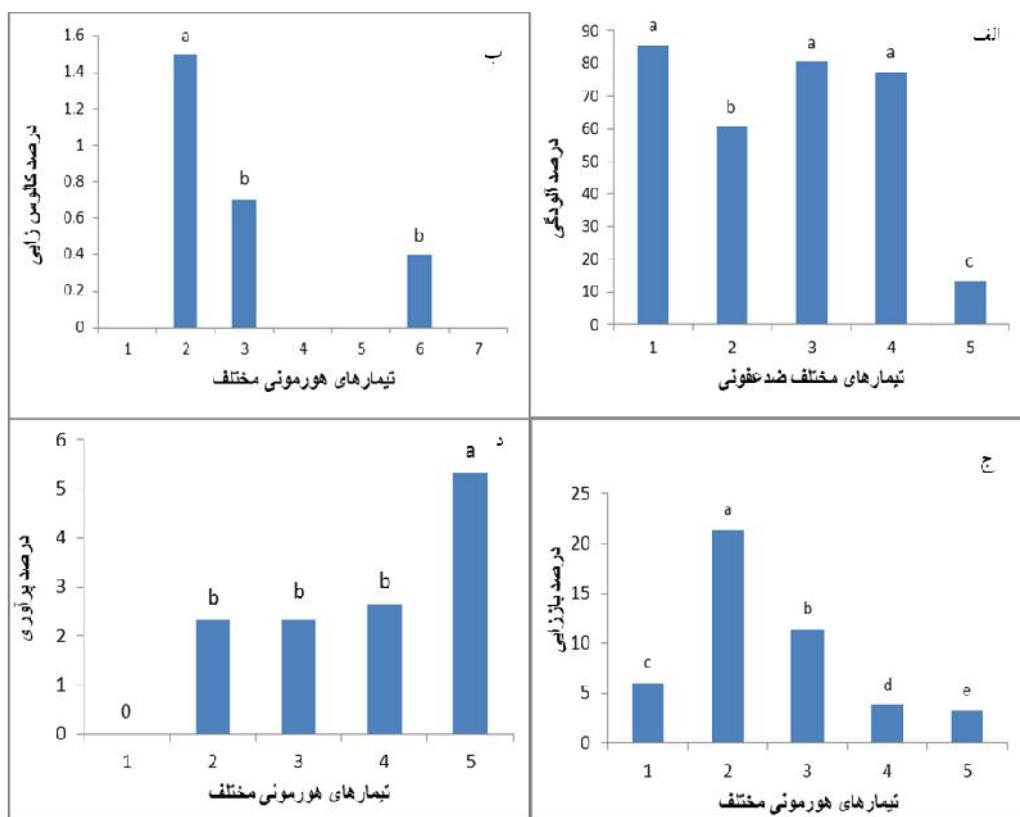 الف
درصد آلودگی
90
80
70
60
50
40
30
20
10
0
a
b
a
a
c
1 2 3 4 5
تیمارهای مختلف ضدعفونی
ب
درصد کالوس زایی
1.6
1.4
1.2
1
0.8
0.6
0.4
0.2
0
a
b
b
1 2 3 4 5 6 7
تیمارهای هورمونی مختلف
ج
درصد باززایی
25
20
15
10
5
0
c
a
b
d
e
1 2 3 4 5
تیمارهای هورمونی مختلف
د
درصد پرآوری
6
5
4
3
2
1
0
0
b
b
b
a
1 2 3 4 5
تیمارهای هورمونی مختلف